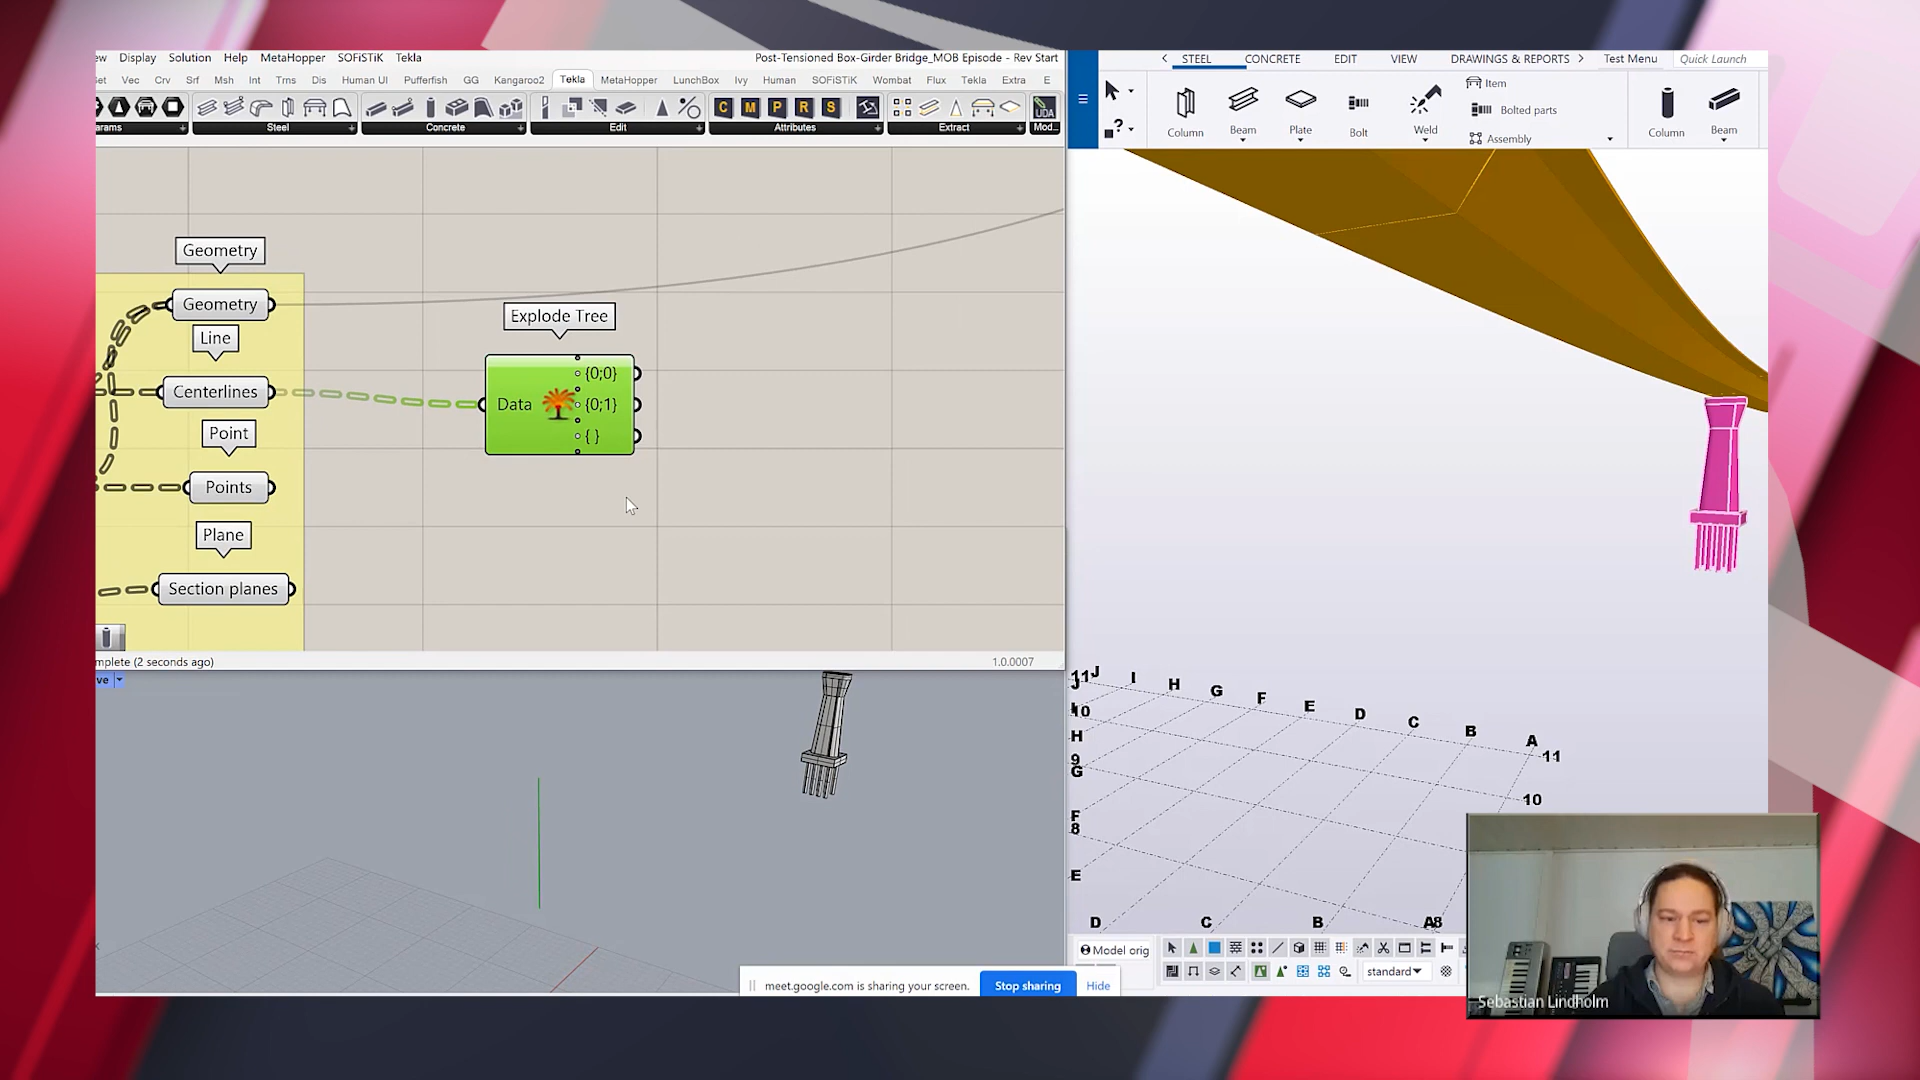 ew Display Solution Help MetaHopper SOFiSTiK Tekla
Post-Tensioned Box-Girder Bridge_MOB Episode - Rev Start
et Vec Crv Srf Msh Int Trns Dis Human UI Pufferfish GG Kangaroo2 Tekla MetaHopper LunchBox Ivy Human SOFiSTiK Wombat Flux Tekla Extra E
C M P R S UDA
arams Steel Concrete Edit Attributes Extract Mod...
Geometry
Geometry
Line
Centerlines
Point
Points
Plane
Section planes
Explode Tree
Data
{0;0}
{0;1}
{ }
mplete (2 seconds ago)
1.0.0007
ve
STEEL CONCRETE EDIT VIEW DRAWINGS & REPORTS Test Menu Quick Launch
Column Beam Plate Bolt Weld
Item
Bolted parts
Assembly
Column Beam
11 J I H G F E D C B A 11
J
10
H
9
G
F
8
E
10
D C B A8
Model orig
standard
meet.google.com is sharing your screen. Stop sharing Hide
Sebastian Lindholm